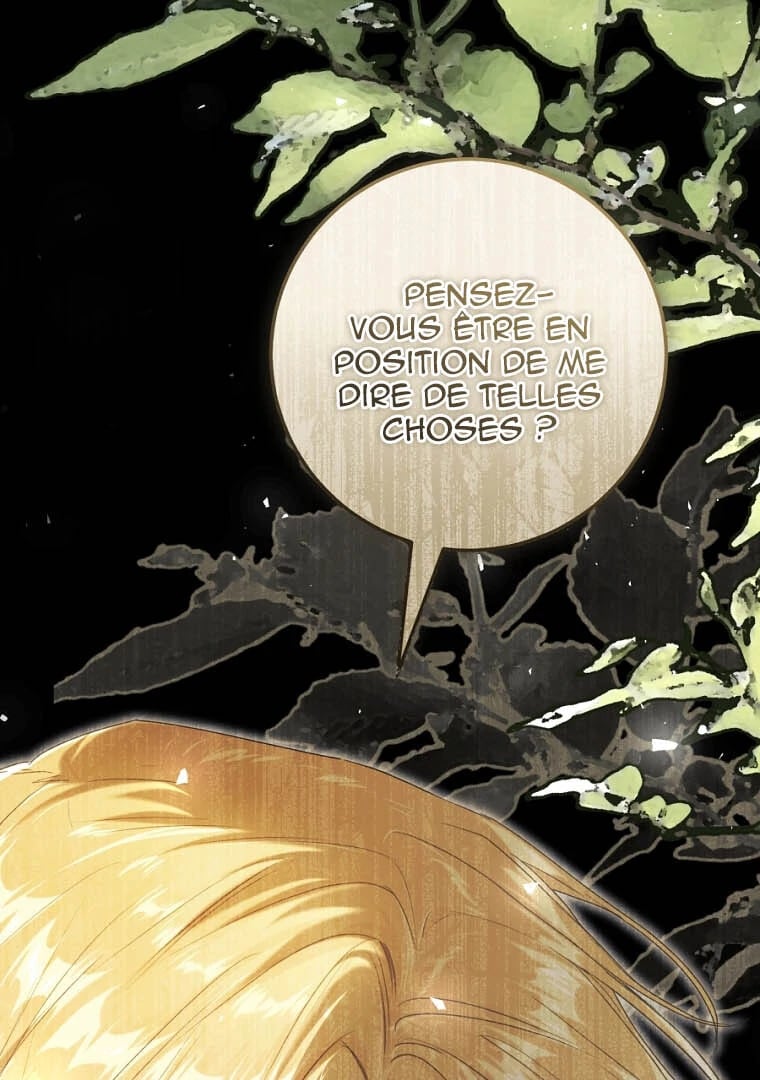 PENSEZ-
VOUS ÊTRE EN
POSITION DE ME
DIRE DE TELLES
CHOSES ?